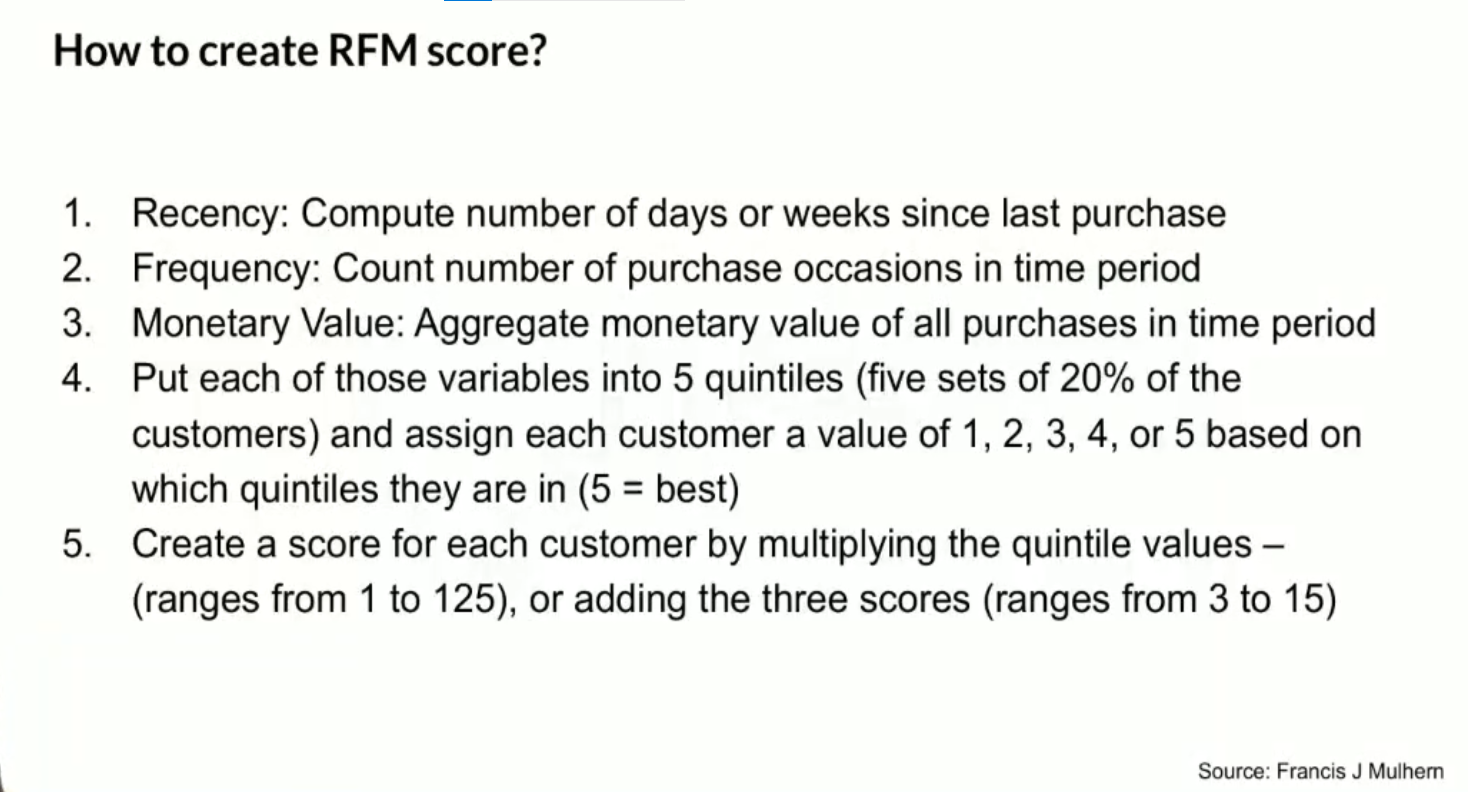 How to create RFM score?
1. Recency: Compute number of days or weeks since last purchase
2. Frequency: Count number of purchase occasions in time period
3. Monetary Value: Aggregate monetary value of all purchases in time period
4. Put each of those variables into 5 quintiles (five sets of 20% of the
customers) and assign each customer a value of 1, 2, 3, 4, or 5 based on
which quintiles they are in (5 = best)
5. Create a score for each customer by multiplying the quintile values –
(ranges from 1 to 125), or adding the three scores (ranges from 3 to 15)
Source: Francis J Mulhern